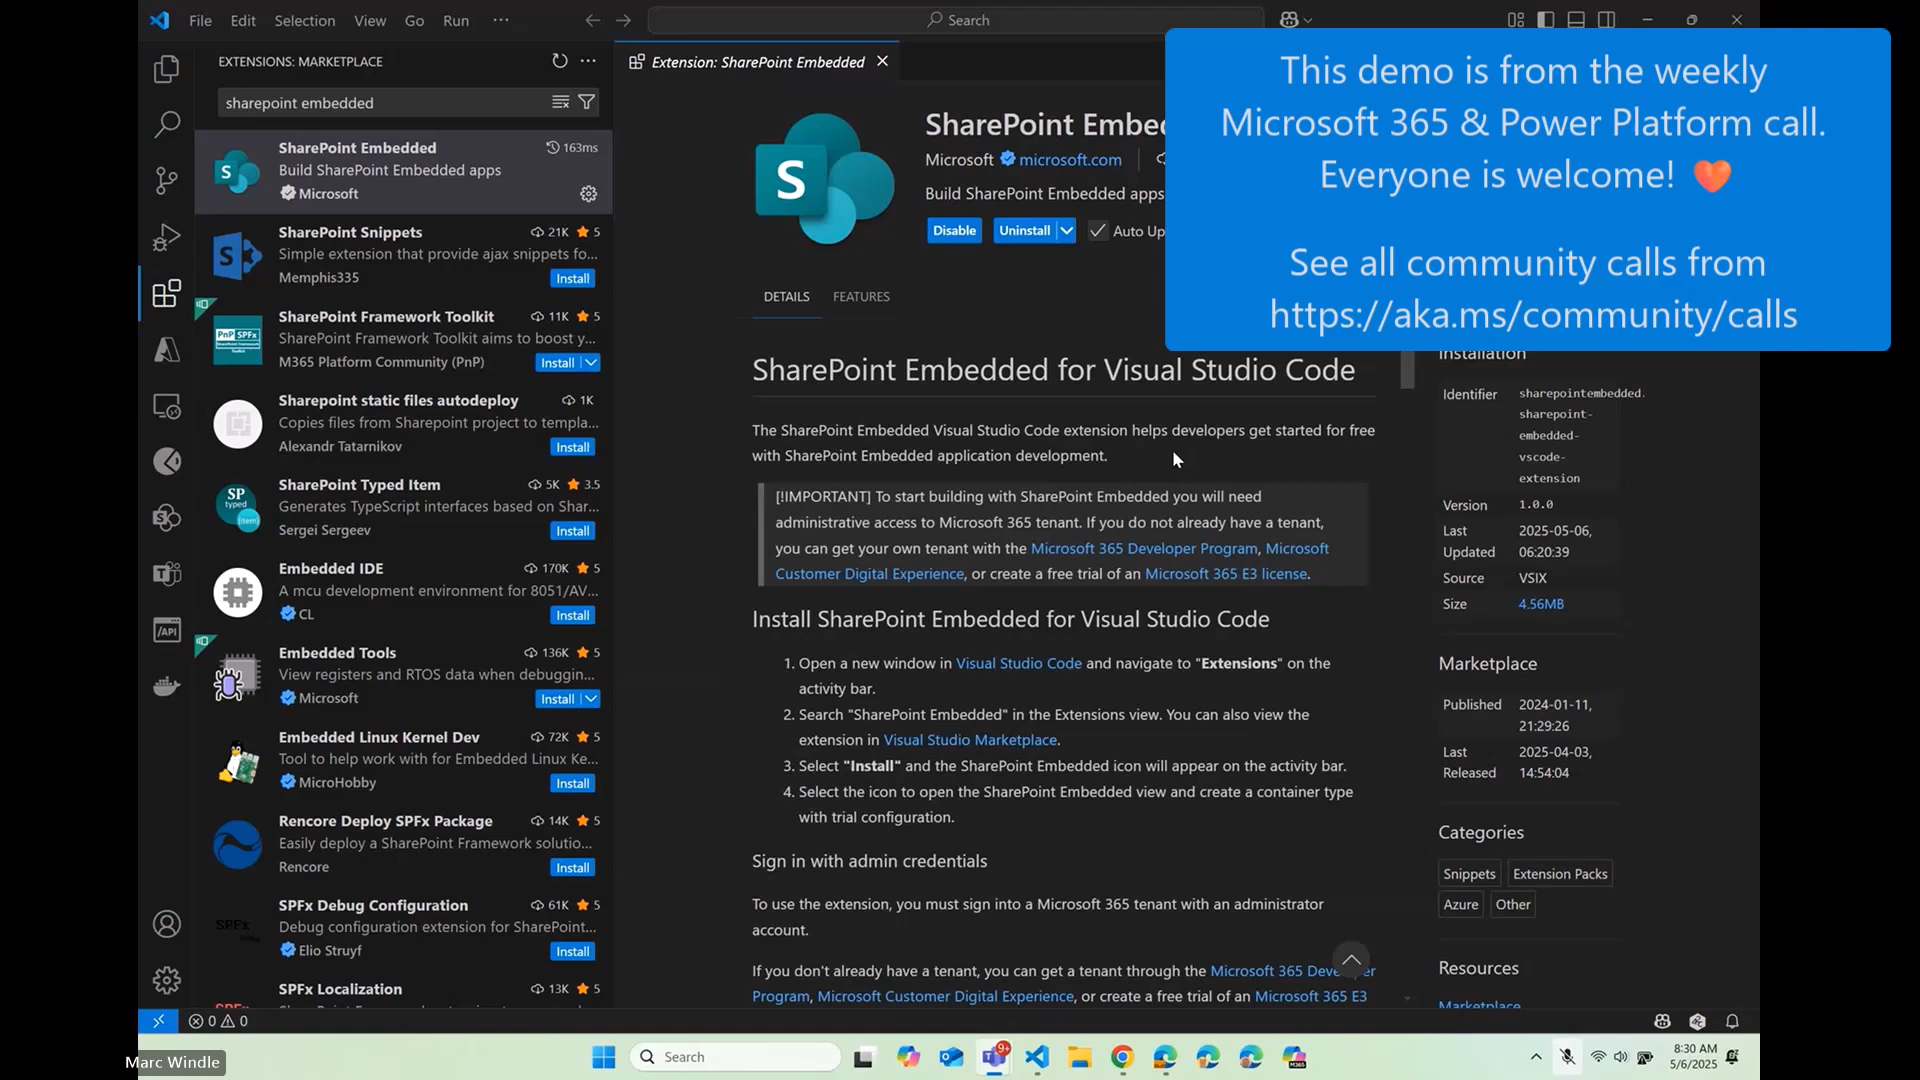 File Edit Selection View Go Run ···
Search
EXTENSIONS: MARKETPLACE
sharepoint embedded
SharePoint Embedded 163ms
Build SharePoint Embedded apps
Microsoft
SharePoint Snippets 21K 5
Simple extension that provide ajax snippets fo...
Memphis335 Install
SharePoint Framework Toolkit 11K 5
SharePoint Framework Toolkit aims to boost y...
M365 Platform Community (PnP) Install
Sharepoint static files autodeploy 1K
Copies files from Sharepoint project to templa...
Alexandr Tatarnikov Install
SharePoint Typed Item 5K 3.5
Generates TypeScript interfaces based on Shar...
Sergei Sergeev Install
Embedded IDE 170K 5
A mcu development environment for 8051/AV...
CL Install
Embedded Tools 136K 5
View registers and RTOS data when debuggin...
Microsoft Install
Embedded Linux Kernel Dev 72K 5
Tool to help work with for Embedded Linux Ke...
MicroHobby Install
Rencore Deploy SPFx Package 14K 5
Easily deploy a SharePoint Framework solutio...
Rencore Install
SPFx Debug Configuration 61K 5
Debug configuration extension for SharePoint...
Elio Struyf Install
SPFx Localization 13K 5
Extension: SharePoint Embedded
SharePoint Embe
Microsoft microsoft.com
Build SharePoint Embedded apps
Disable Uninstall Auto Up
DETAILS FEATURES
SharePoint Embedded for Visual Studio Code
The SharePoint Embedded Visual Studio Code extension helps developers get started for free
with SharePoint Embedded application development.
[!IMPORTANT] To start building with SharePoint Embedded you will need
administrative access to Microsoft 365 tenant. If you do not already have a tenant,
you can get your own tenant with the Microsoft 365 Developer Program, Microsoft
Customer Digital Experience, or create a free trial of an Microsoft 365 E3 license.
Install SharePoint Embedded for Visual Studio Code
1. Open a new window in Visual Studio Code and navigate to "Extensions" on the
activity bar.
2. Search "SharePoint Embedded" in the Extensions view. You can also view the
extension in Visual Studio Marketplace.
3. Select "Install" and the SharePoint Embedded icon will appear on the activity bar.
4. Select the icon to open the SharePoint Embedded view and create a container type
with trial configuration.
Sign in with admin credentials
To use the extension, you must sign into a Microsoft 365 tenant with an administrator
account.
If you don't already have a tenant, you can get a tenant through the Microsoft 365 Deve er
Program, Microsoft Customer Digital Experience, or create a free trial of an Microsoft 365 E3
This demo is from the weekly
Microsoft 365 & Power Platform call.
Everyone is welcome!
See all community calls from
https://aka.ms/community/calls
Installation
Identifier sharepointembedded.
sharepoint-
embedded-
vscode-
extension
Version 1.0.0
Last 2025-05-06,
Updated 06:20:39
Source VSIX
Size 4.56MB
Marketplace
Published 2024-01-11,
21:29:26
Last 2025-04-03,
Released 14:54:04
Categories
Snippets Extension Packs
Azure Other
Resources
Marketplace
0 0
Marc Windle
Search
9+
8:30 AM
5/6/2025